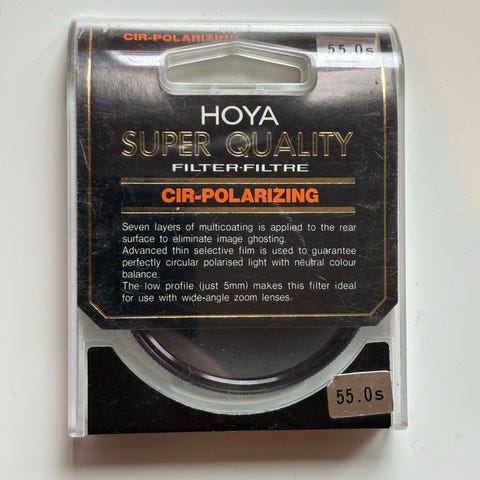 CIR-POLARIZING
55.0s
HOYA
SUPER QUALITY
FILTER·FILTRE
CIR-POLARIZING
Seven layers of multicoating is applied to the rear
surface to eliminate image ghosting.
Advanced thin selective film is used to guarantee
perfectly circular polarised light with neutral colour
balance.
The low profile (just 5mm) makes this filter ideal
for use with wide-angle zoom lenses.
55.0s